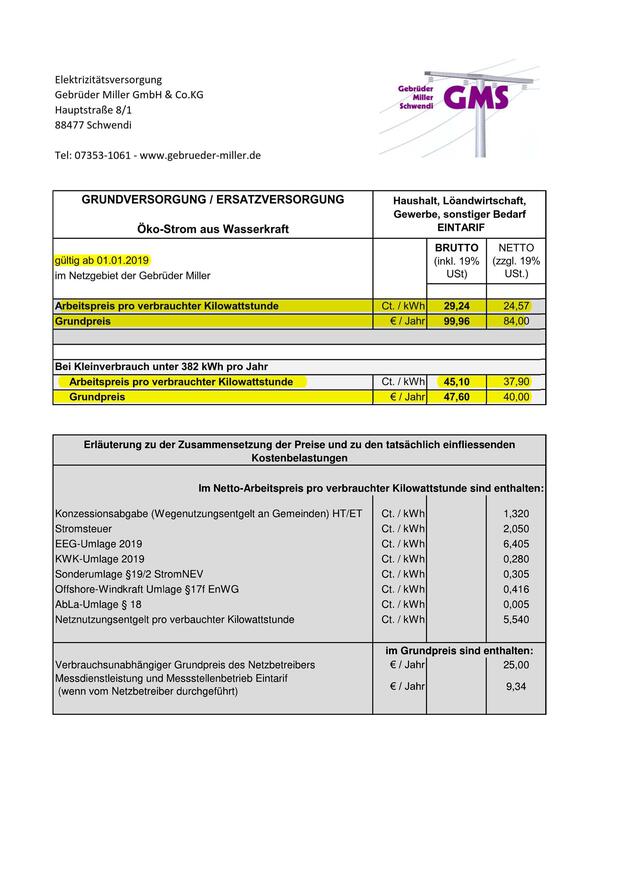 Elektrizitätsversorgung
Gebrüder Miller GmbH & Co.KG
Hauptstraße 8/1
88477 Schwendi
Tel: 07353-1061 - www.gebrueder-miller.de
Gebrüder
Miller
Schwendi
GMS
GRUNDVERSORGUNG / ERSATZVERSORGUNG
Öko-Strom aus Wasserkraft
Haushalt, Löandwirtschaft,
Gewerbe, sonstiger Bedarf
EINTARIF
gültig ab 01.01.2019
im Netzgebiet der Gebrüder Miller
BRUTTO
(inkl. 19%
USt)
NETTO
(zzgl. 19%
USt.)
Arbeitspreis pro verbrauchter Kilowattstunde Ct. / kWh 29,24 24,57
Grundpreis € / Jahr 99,96 84,00
Bei Kleinverbrauch unter 382 kWh pro Jahr
Arbeitspreis pro verbrauchter Kilowattstunde Ct. / kWh 45,10 37,90
Grundpreis € / Jahr 47,60 40,00
Erläuterung zu der Zusammensetzung der Preise und zu den tatsächlich einfliessenden
Kostenbelastungen
Im Netto-Arbeitspreis pro verbrauchter Kilowattstunde sind enthalten:
Konzessionsabgabe (Wegenutzungsentgelt an Gemeinden) HT/ET Ct. / kWh 1,320
Stromsteuer Ct. / kWh 2,050
EEG-Umlage 2019 Ct. / kWh 6,405
KWK-Umlage 2019 Ct. / kWh 0,280
Sonderumlage §19/2 StromNEV Ct. / kWh 0,305
Offshore-Windkraft Umlage §17f EnWG Ct. / kWh 0,416
AbLa-Umlage § 18 Ct. / kWh 0,005
Netznutzungsentgelt pro verbauchter Kilowattstunde Ct. / kWh 5,540
im Grundpreis sind enthalten:
Verbrauchsunabhängiger Grundpreis des Netzbetreibers € / Jahr 25,00
Messdienstleistung und Messstellenbetrieb Eintarif
(wenn vom Netzbetreiber durchgeführt) € / Jahr 9,34